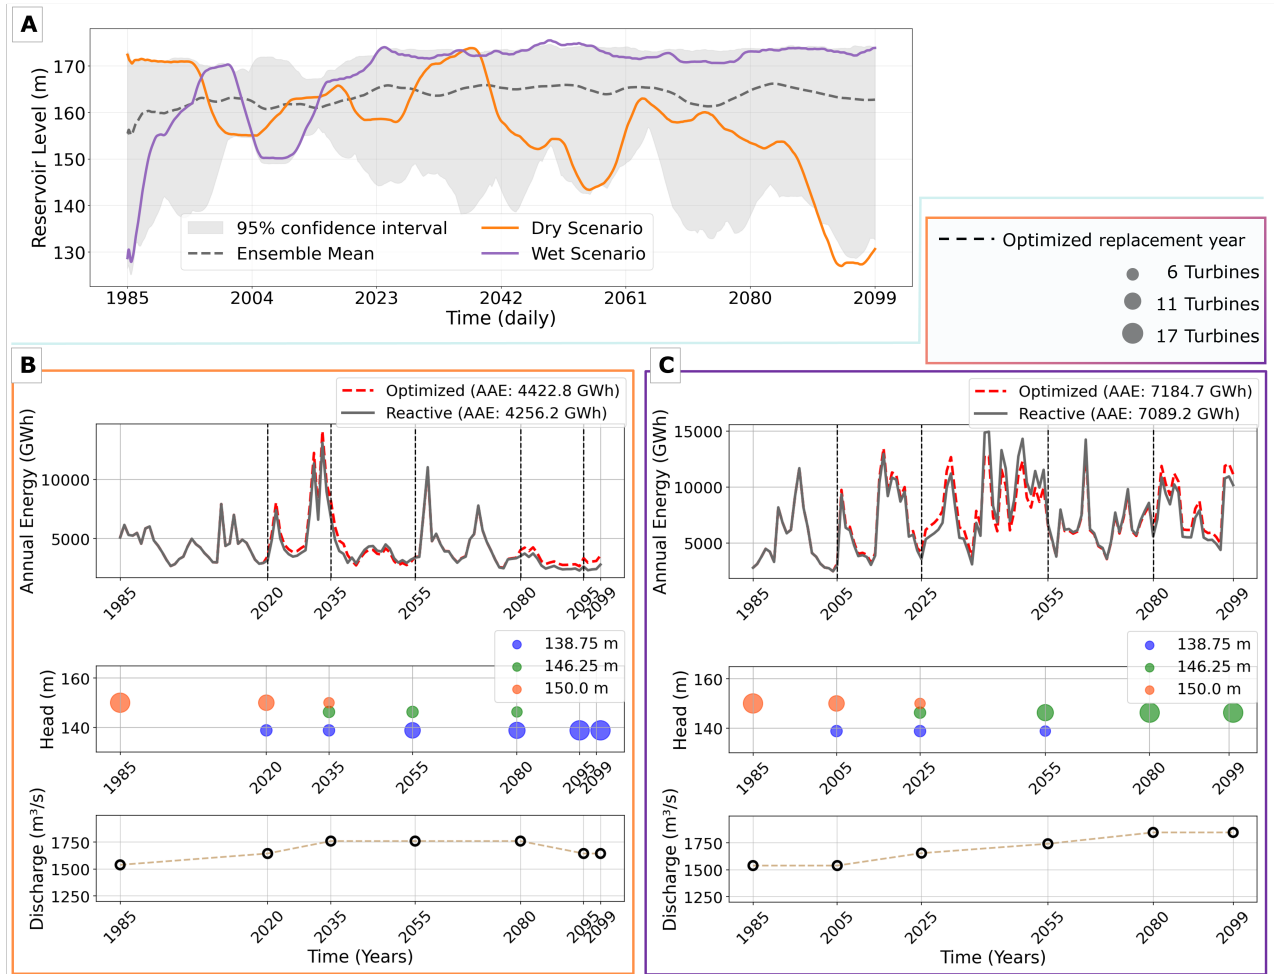 A
Reservoir Level (m)
170
160
150
140
130
95% confidence interval
Ensemble Mean
Dry Scenario
Wet Scenario
1985 2004 2023 2042 2061 2080 2099
Time (daily)
Optimized replacement year
6 Turbines
11 Turbines
17 Turbines
B
Optimized (AAE: 4422.8 GWh)
Reactive (AAE: 4256.2 GWh)
Annual Energy (GWh)
10000
5000
1985 2020 2035 2055 2080 2095 2099
138.75 m
146.25 m
150.0 m
Head (m)
160
140
1985 2020 2035 2055 2080 2095 2099
Discharge (m³/s)
1750
1500
1250
1985 2020 2035 2055 2080 2095 2099
Time (Years)
C
Optimized (AAE: 7184.7 GWh)
Reactive (AAE: 7089.2 GWh)
Annual Energy (GWh)
15000
10000
5000
1985 2005 2025 2055 2080 2099
138.75 m
146.25 m
150.0 m
Head (m)
160
140
1985 2005 2025 2055 2080 2099
Discharge (m³/s)
1750
1500
1250
1985 2005 2025 2055 2080 2099
Time (Years)